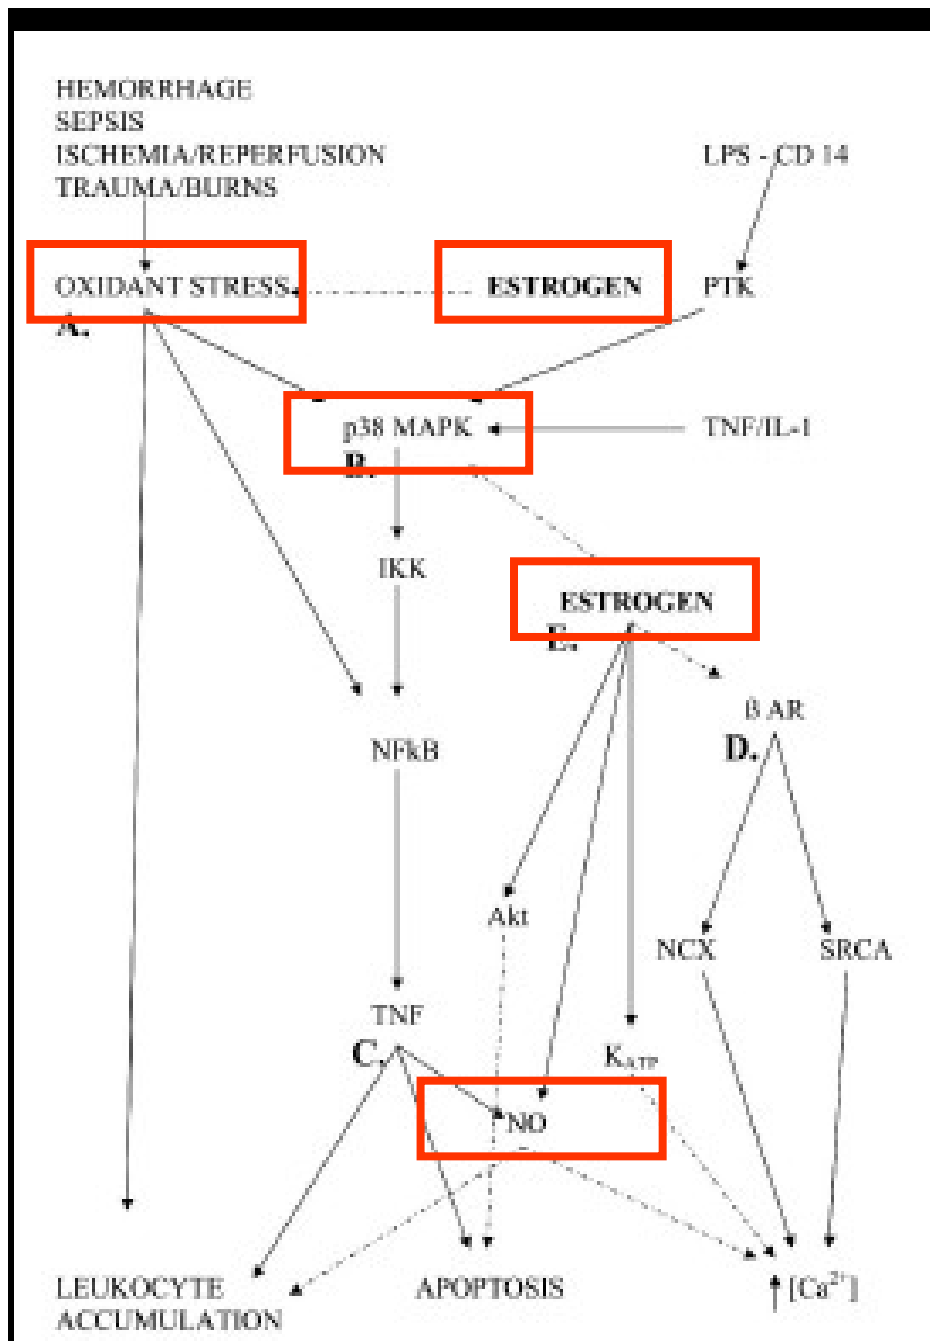 HEMORRHAGE
SEPSIS
ISCHEMIA/REPERFUSION
TRAUMA/BURNS
LPS - CD 14
OXIDANT STRESS
ESTROGEN
PTK
A.
p38 MAPK
TNF/IL-1
B.
IKK
ESTROGEN
E.
β AR
NFkB
D.
Akt
NCX
SRCA
TNF
C.
KATP
NO
LEUKOCYTE
ACCUMULATION
APOPTOSIS
[Ca2+]